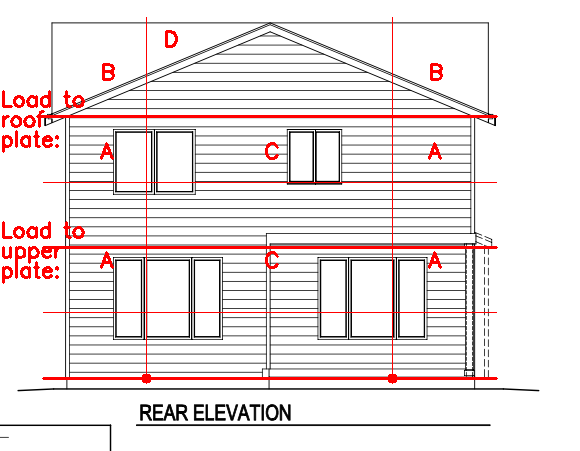 D
B B
Load to
roof
plate:
A C A
Load to
upper
plate:
A C A
REAR ELEVATION